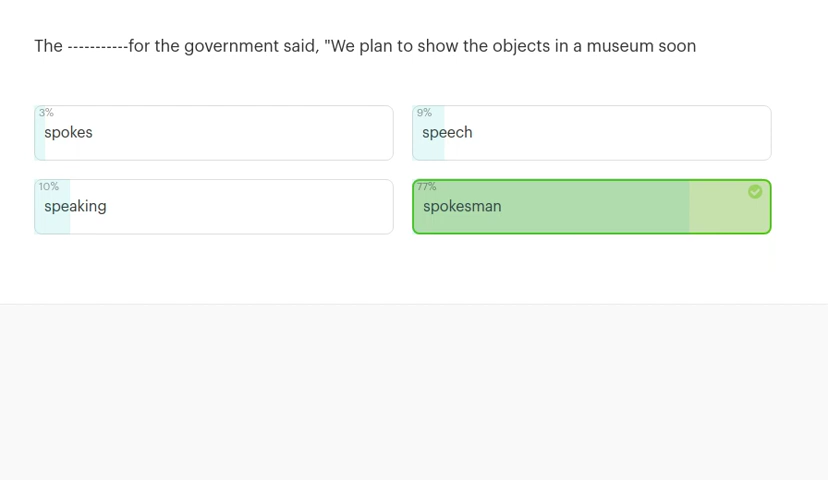 The -----------for the government said, "We plan to show the objects in a museum soon
3%
spokes
9%
speech
10%
speaking
77%
spokesman